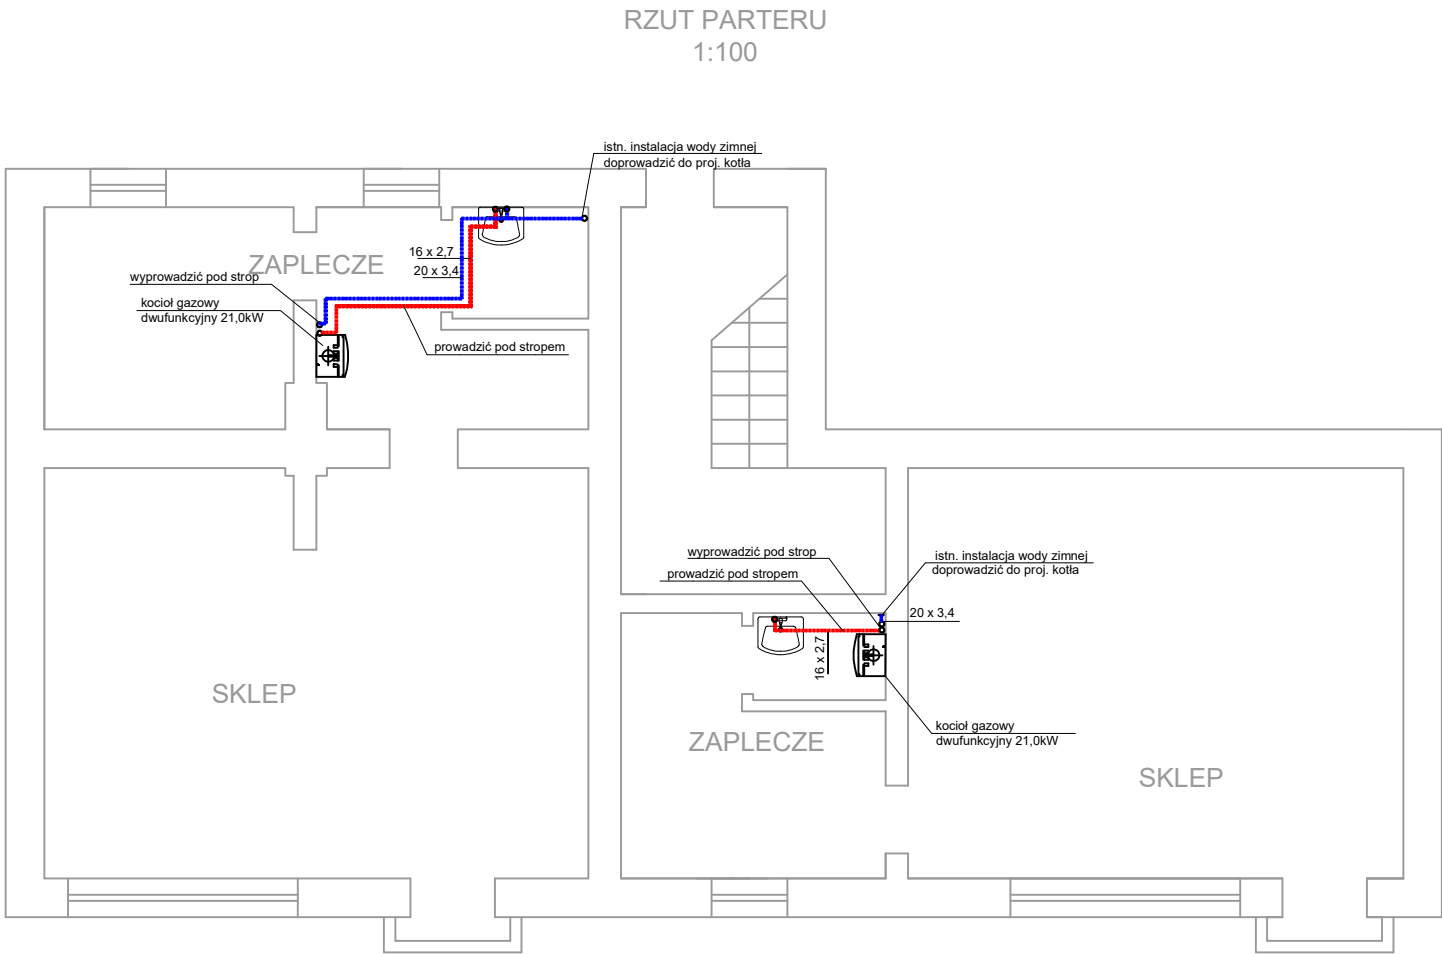 RZUT PARTERU
1:100
istn. instalacja wody zimnej
doprowadzić do proj. kotła
16 x 2,7
20 x 3,4
ZAPLECZE
wyprowadzić pod strop
kocioł gazowy
dwufunkcyjny 21,0kW
prowadzić pod stropem
wyprowadzić pod strop
prowadzić pod stropem
istn. instalacja wody zimnej
doprowadzić do proj. kotła
20 x 3,4
16 x 2,7
SKLEP
kocioł gazowy
dwufunkcyjny 21,0kW
ZAPLECZE
SKLEP